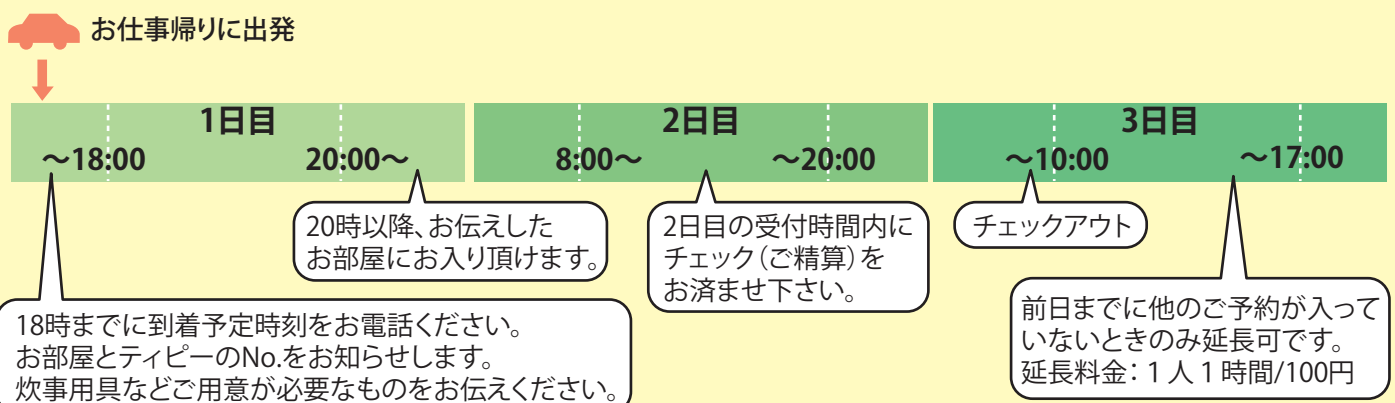 お仕事帰りに出発
1日目
2日目
3日目
～18:00
20:00～
8:00～
～20:00
～10:00
～17:00
20時以降、お伝えした
お部屋にお入り頂けます。
2日目の受付時間内に
チェック（ご精算）を
お済ませ下さい。
チェックアウト
18時までに到着予定時刻をお電話ください。
お部屋とティピーのNo.をお知らせします。
炊事用具などご用意が必要なものをお伝えください。
前日までに他のご予約が入って
いないときのみ延長可です。
延長料金：１人１時間/100円